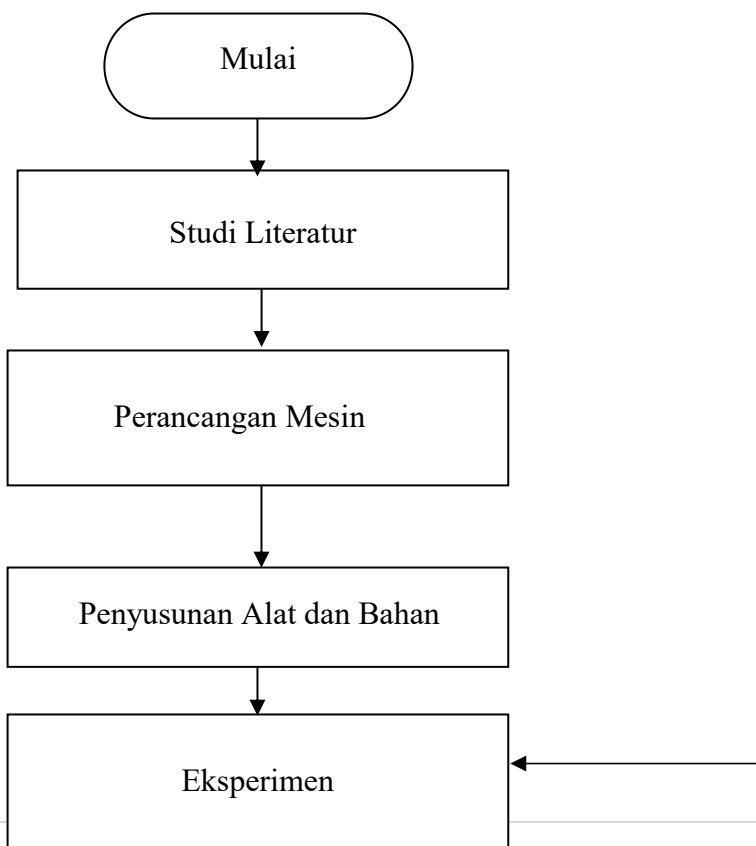 Mulai
Studi Literatur
Perancangan Mesin
Penyusunan Alat dan Bahan
Eksperimen